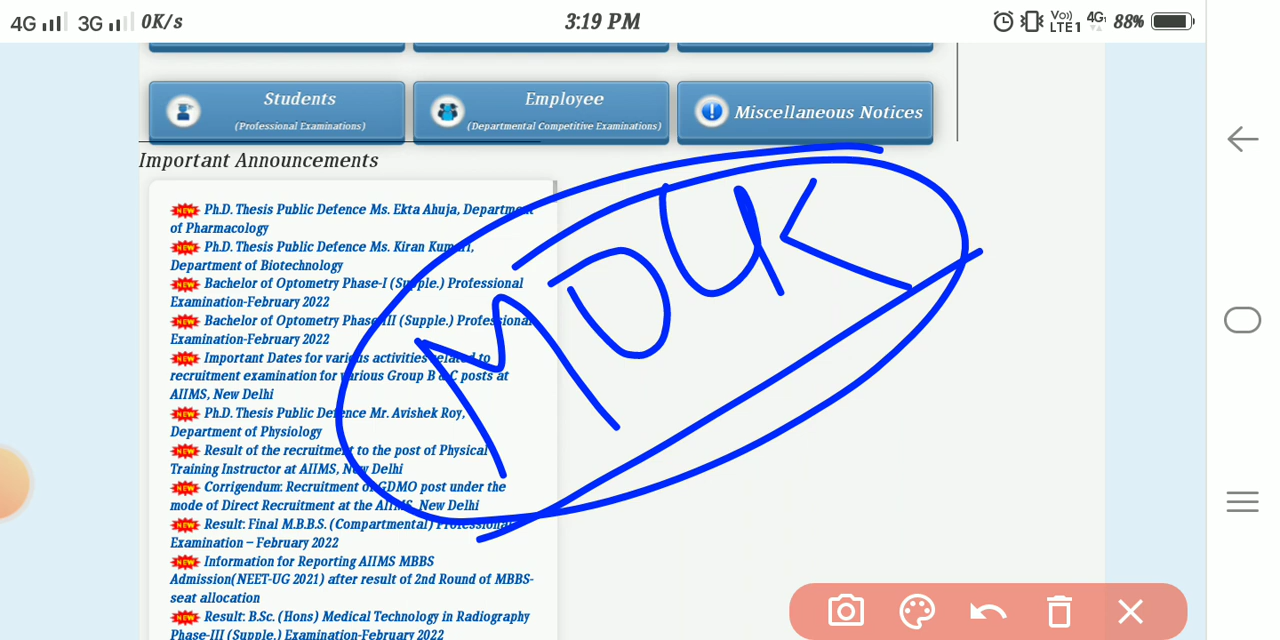 4G 3G 0K/s 3:19 PM Vo)) LTE1 4G 88%
Students
(Professional Examinations)
Employee
(Departmental Competitive Examinations)
Miscellaneous Notices
Important Announcements
NEW Ph.D. Thesis Public Defence Ms. Ekta Ahuja, Department
of Pharmacology
NEW Ph.D. Thesis Public Defence Ms. Kiran Kumari,
Department of Biotechnology
NEW Bachelor of Optometry Phase-I (Supple.) Professional
Examination-February 2022
NEW Bachelor of Optometry Phase-III (Supple.) Professional
Examination-February 2022
NEW Important Dates for various activities related to
recruitment examination for various Group B & C posts at
AIIMS, New Delhi
NEW Ph.D. Thesis Public Defence Mr. Avishek Roy,
Department of Physiology
NEW Result of the recruitment to the post of Physical
Training Instructor at AIIMS, New Delhi
NEW Corrigendum: Recruitment of GDMO post under the
mode of Direct Recruitment at the AIIMS, New Delhi
NEW Result: Final M.B.B.S. (Compartmental) Professional
Examination – February 2022
NEW Information for Reporting AIIMS MBBS
Admission(NEET-UG 2021) after result of 2nd Round of MBBS-
seat allocation
NEW Result: B.Sc. (Hons) Medical Technology in Radiography
Phase-III (Supple.) Examination-February 2022
MDUK